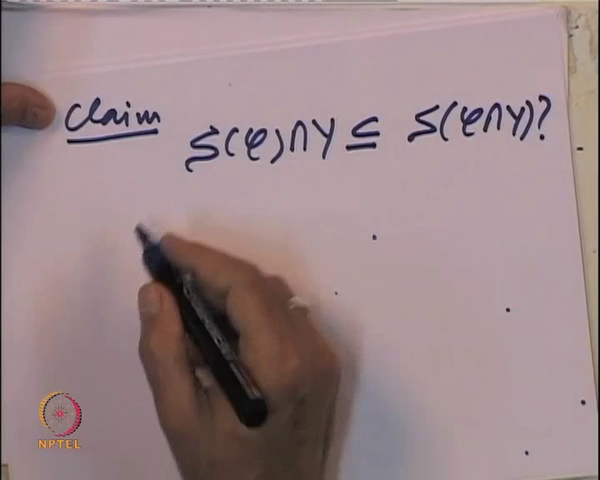 Claim S(φ)∩Y ⊆ S(φ∩Y)?
NPTEL